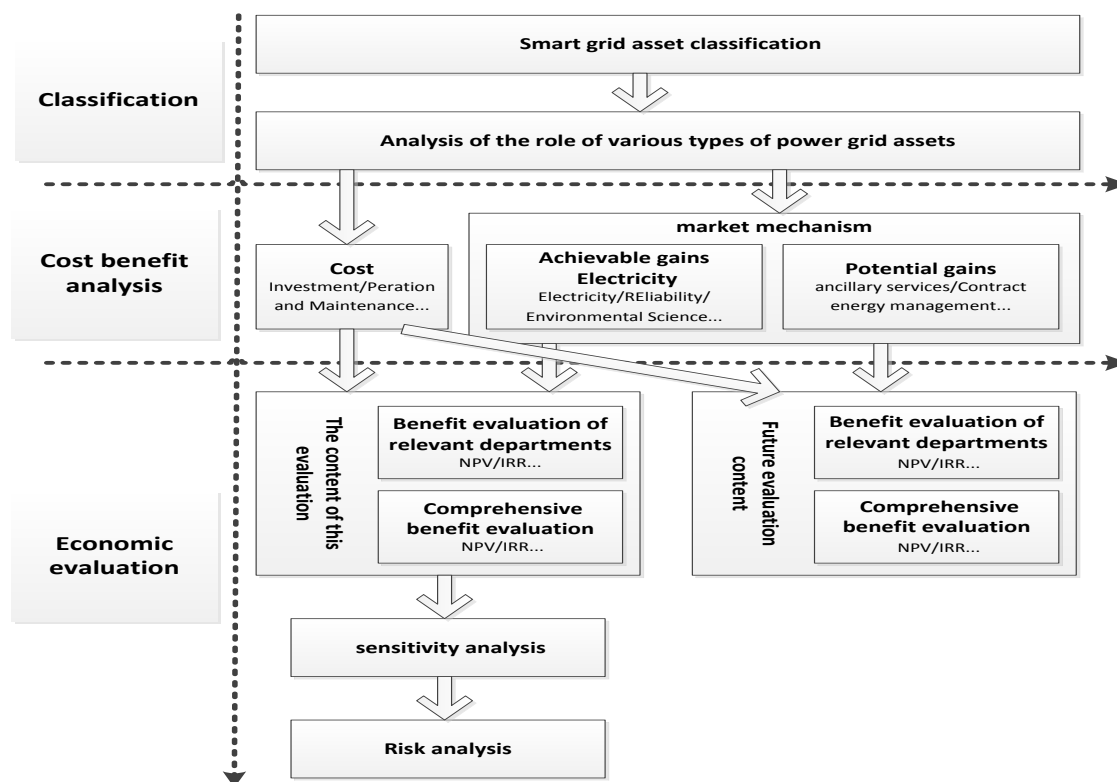 Classification
Smart grid asset classification
Analysis of the role of various types of power grid assets
Cost benefit
analysis
Cost
Investment/Peration
and Maintenance...
market mechanism
Achievable gains
Electricity
Electricity/REliability/
Environmental Science...
Potential gains
ancillary services/Contract
energy management...
Economic
evaluation
The content of this
evaluation
Benefit evaluation of
relevant departments
NPV/IRR...
Comprehensive
benefit evaluation
NPV/IRR...
Future evaluation
content
Benefit evaluation of
relevant departments
NPV/IRR...
Comprehensive
benefit evaluation
NPV/IRR...
sensitivity analysis
Risk analysis